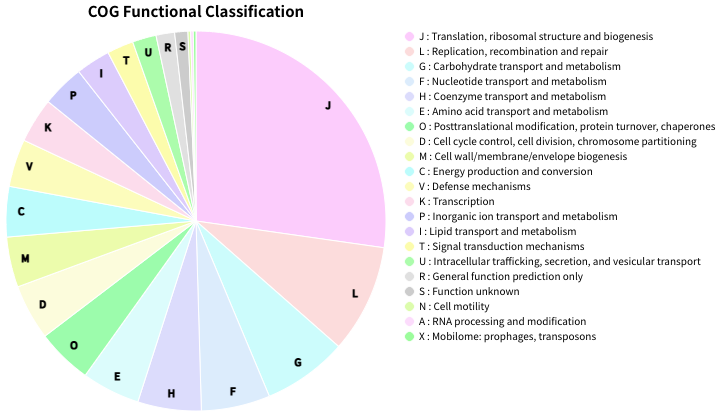 COG Functional Classification
J
L
G
F
H
E
O
D
M
C
V
K
P
I
T
U
R
S
J : Translation, ribosomal structure and biogenesis
L : Replication, recombination and repair
G : Carbohydrate transport and metabolism
F : Nucleotide transport and metabolism
H : Coenzyme transport and metabolism
E : Amino acid transport and metabolism
O : Posttranslational modification, protein turnover, chaperones
D : Cell cycle control, cell division, chromosome partitioning
M : Cell wall/membrane/envelope biogenesis
C : Energy production and conversion
V : Defense mechanisms
K : Transcription
P : Inorganic ion transport and metabolism
I : Lipid transport and metabolism
T : Signal transduction mechanisms
U : Intracellular trafficking, secretion, and vesicular transport
R : General function prediction only
S : Function unknown
N : Cell motility
A : RNA processing and modification
X : Mobilome: prophages, transposons